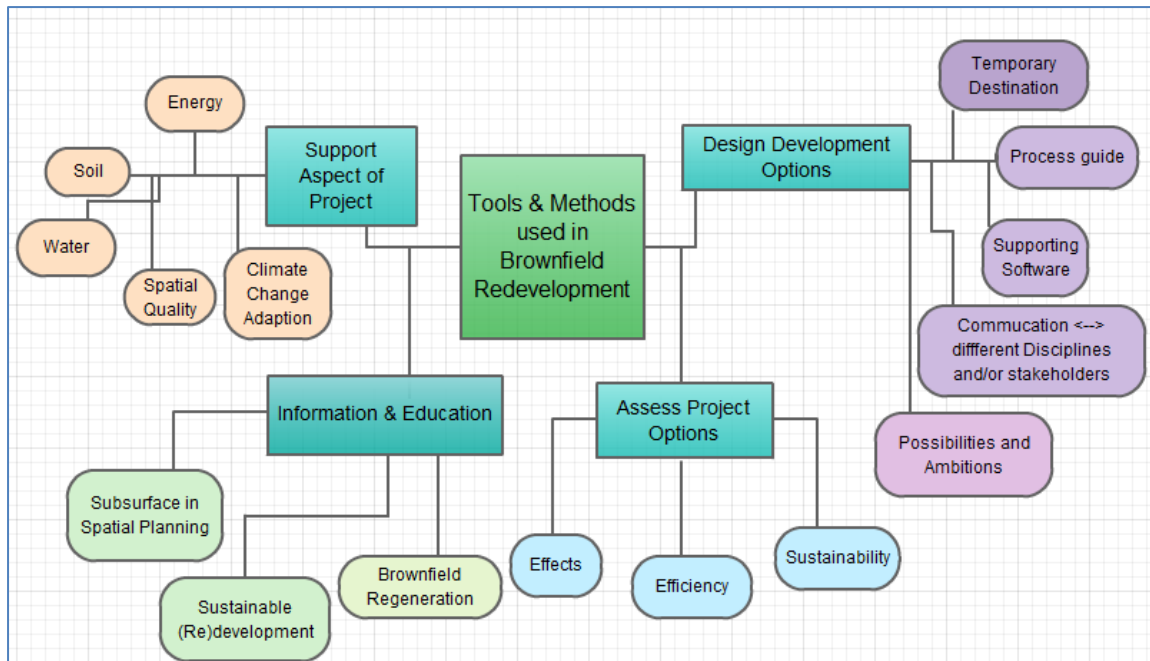 Energy
Soil
Water
Spatial
Quality
Climate
Change
Adaption
Support
Aspect of
Project
Tools & Methods
used in
Brownfield
Redevelopment
Design Development
Options
Temporary
Destination
Process guide
Supporting
Software
Commucation <-->
diffferent Disciplines
and/or stakeholders
Possibilities and
Ambitions
Information & Education
Subsurface in
Spatial Planning
Sustainable
(Re)development
Brownfield
Regeneration
Assess Project
Options
Effects
Efficiency
Sustainability